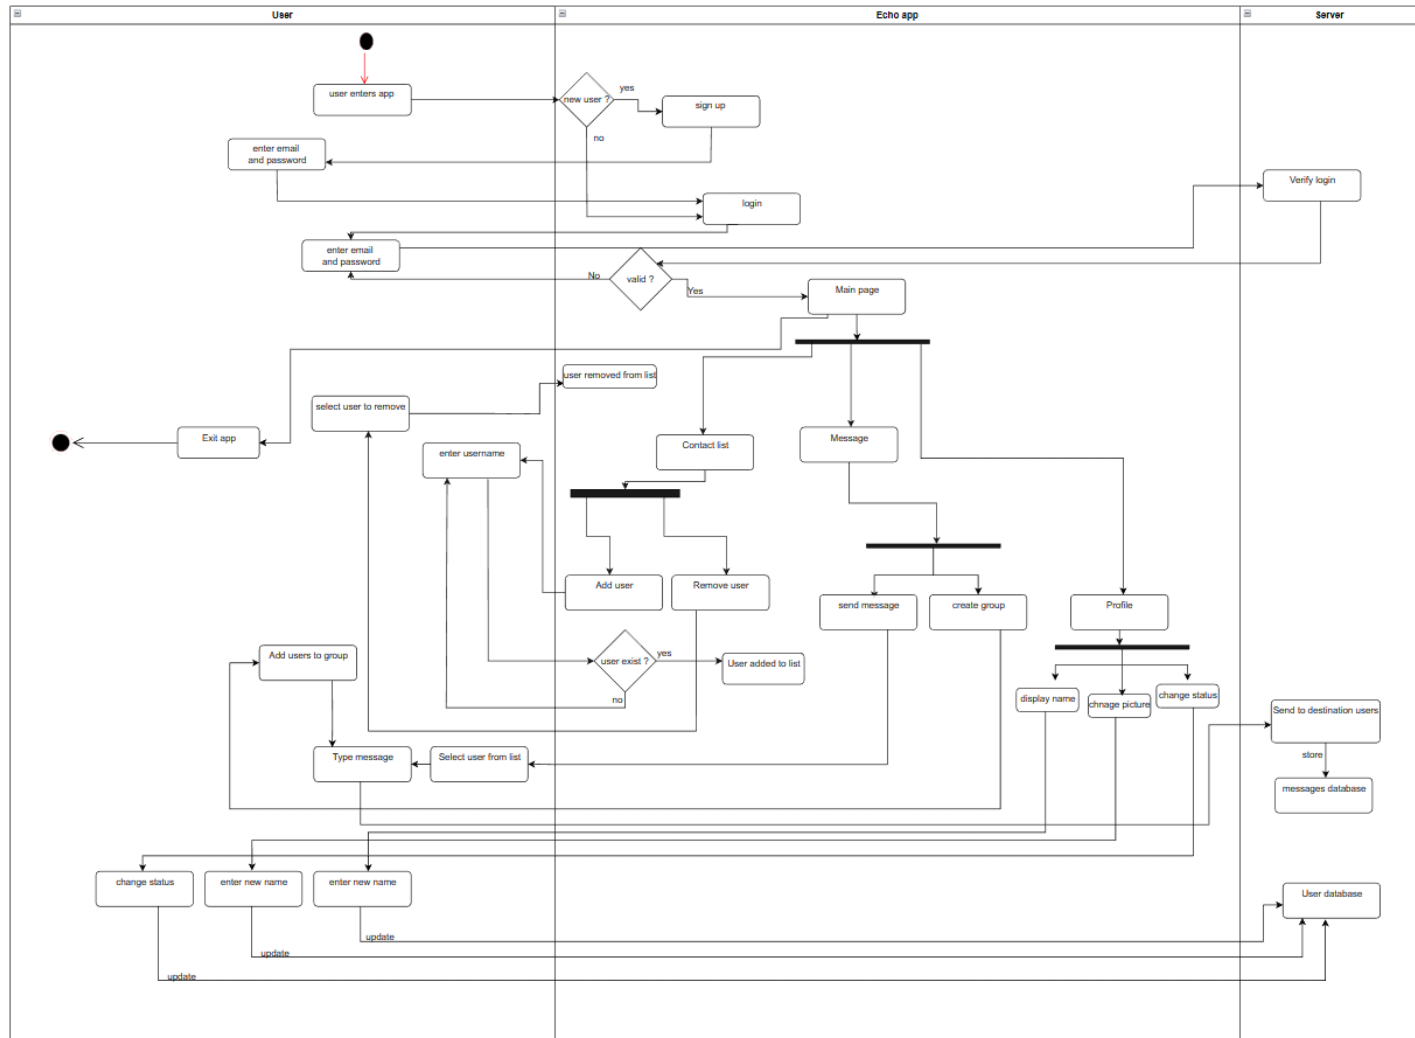 User
Echo app
Server
user enters app
new user ?
yes
sign up
no
enter email
and password
Verify login
login
enter email
and password
No
valid ?
Yes
Main page
user removed from list
select user to remove
Exit app
enter username
Contact list
Message
Add user
Remove user
send message
create group
Profile
Add users to group
user exist ?
yes
User added to list
no
display name
chnage picture
change status
Send to destination users
store
Type message
Select user from list
messages database
change status
enter new name
enter new name
User database
update
update
update